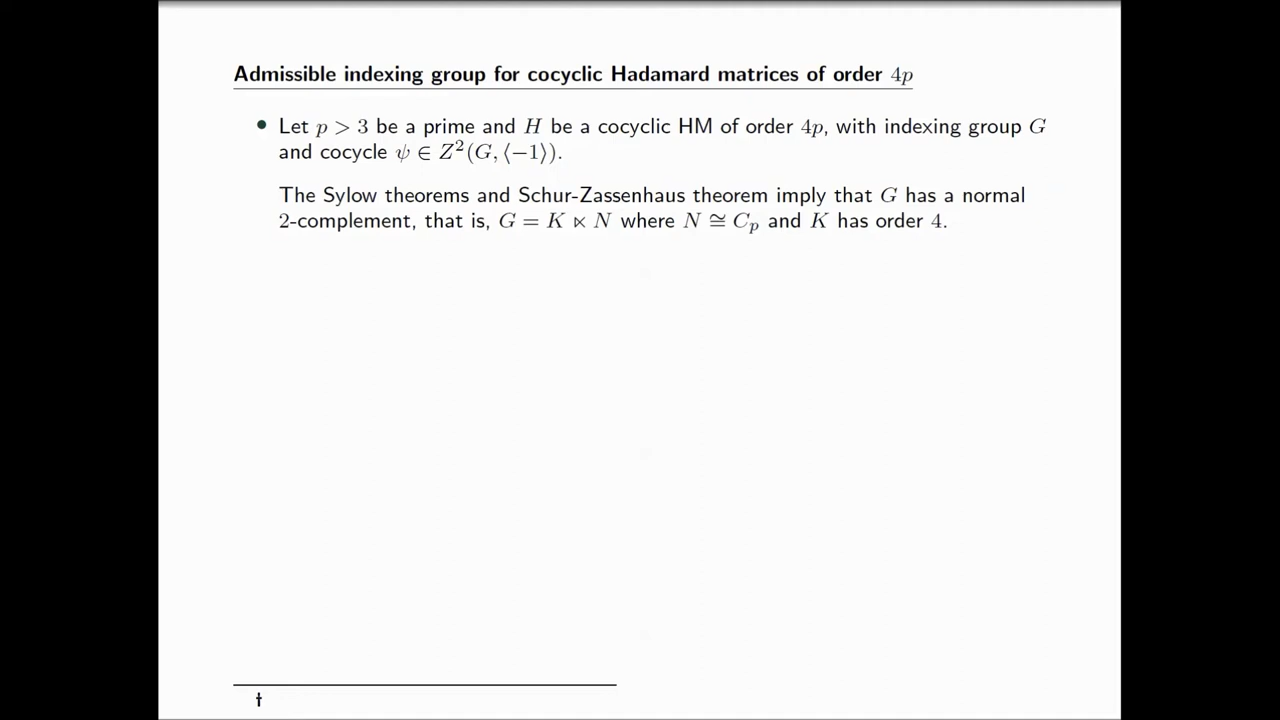 Admissible indexing group for cocyclic Hadamard matrices of order 4p
• Let p > 3 be a prime and H be a cocyclic HM of order 4p, with indexing group G
and cocycle ψ ∈ Z²(G, ⟨−1⟩).
The Sylow theorems and Schur-Zassenhaus theorem imply that G has a normal
2-complement, that is, G = K ⋉ N where N ≅ Cₚ and K has order 4.
†